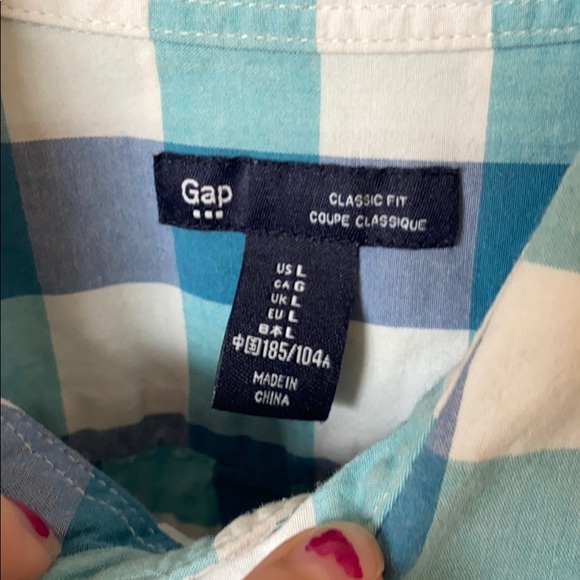 Gap
CLASSIC FIT
COUPE CLASSIQUE
US L
CA G
UK L
EU L
日本 L
中国185/104A
MADE IN
CHINA